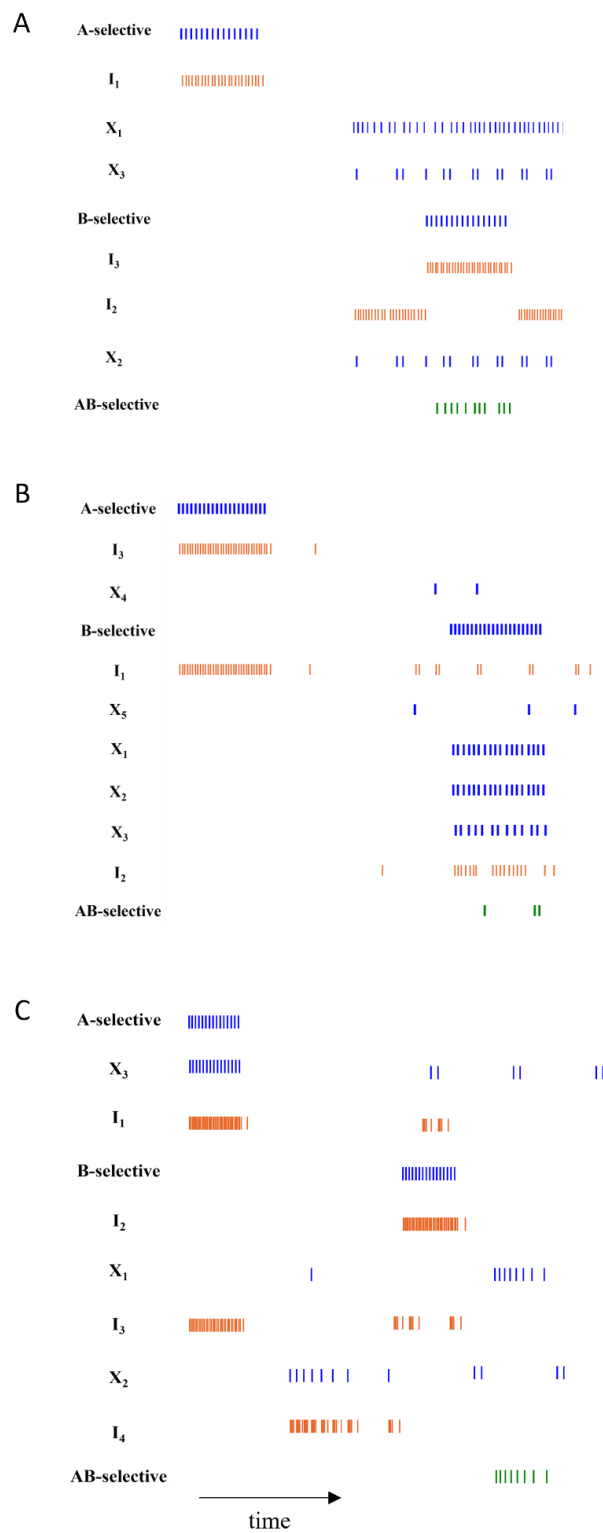 A
A-selective
I₁
X₁
X₃
B-selective
I₃
I₂
X₂
AB-selective
B
A-selective
I₃
X₄
B-selective
I₁
X₅
X₁
X₂
X₃
I₂
AB-selective
C
A-selective
X₃
I₁
B-selective
I₂
X₁
I₃
X₂
I₄
AB-selective
time